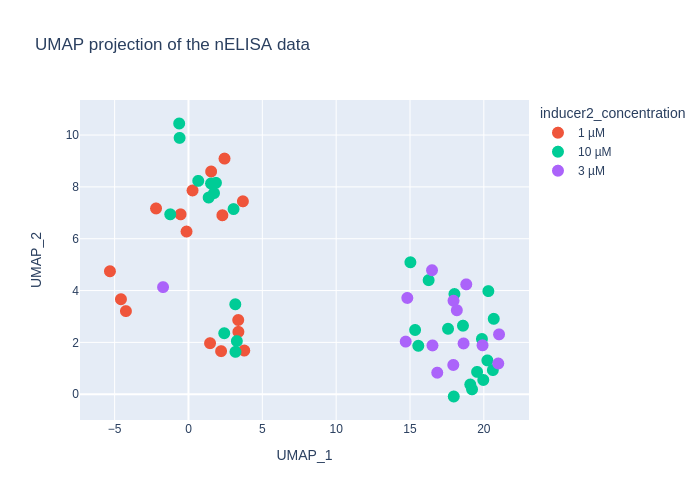 UMAP projection of the nELISA data
inducer2_concentration
1 µM
10 µM
3 µM
UMAP_2
10
8
6
4
2
0
−5
0
5
10
15
20
UMAP_1